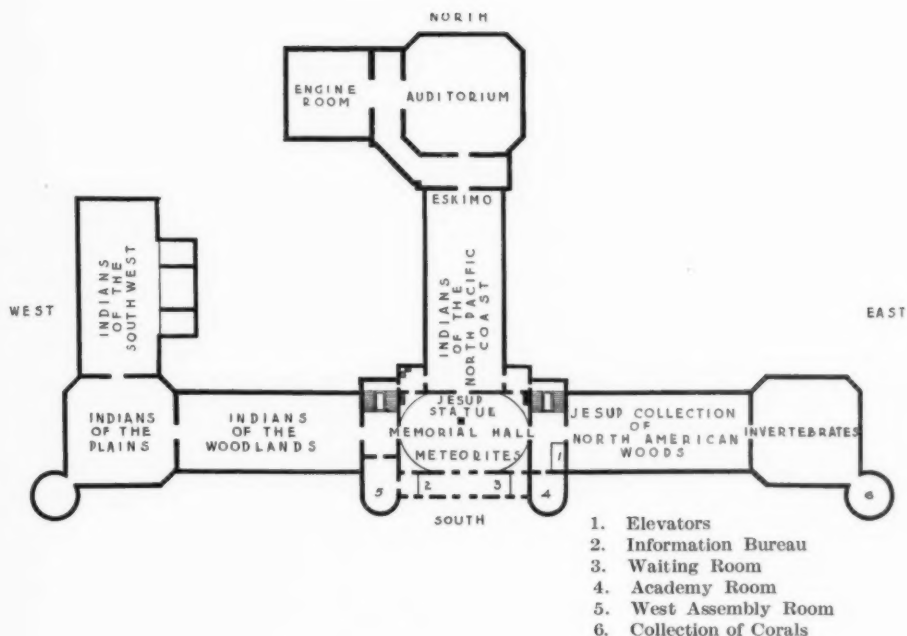 NORTH
ENGINE
ROOM
AUDITORIUM
ESKIMO
INDIANS
OF THE
SOUTHWEST
INDIANS
OF THE
NORTH PACIFIC
COAST
WEST
EAST
INDIANS
OF THE
PLAINS
INDIANS
OF THE
WOODLANDS
JESUP
STATUE
MEMORIAL HALL
METEORITES
JESUP COLLECTION
OF
NORTH AMERICAN
WOODS
INVERTEBRATES
1
2
3
4
5
6
SOUTH
1. Elevators
2. Information Bureau
3. Waiting Room
4. Academy Room
5. West Assembly Room
6. Collection of Corals